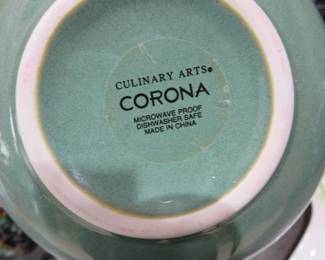 CULINARY ARTS®
CORONA
MICROWAVE PROOF
DISHWASHER SAFE
MADE IN CHINA